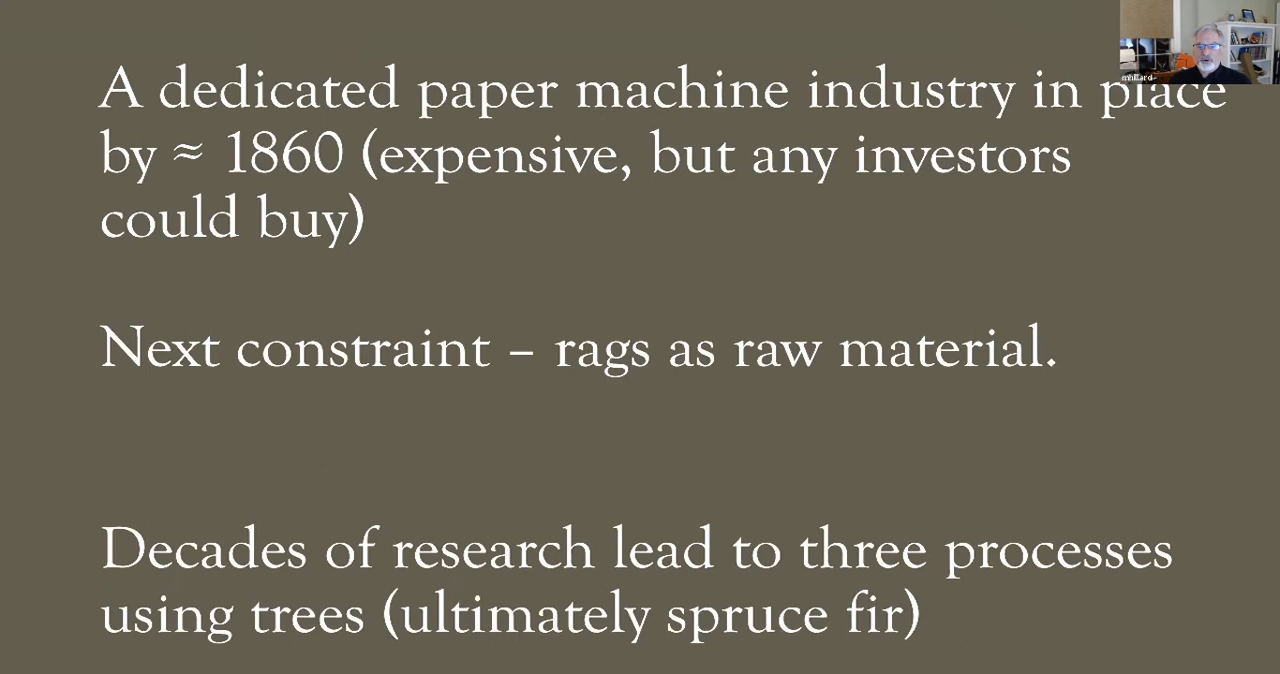 A dedicated paper machine industry in place
by ≈ 1860 (expensive, but any investors
could buy)
Next constraint – rags as raw material.
Decades of research lead to three processes
using trees (ultimately spruce fir)